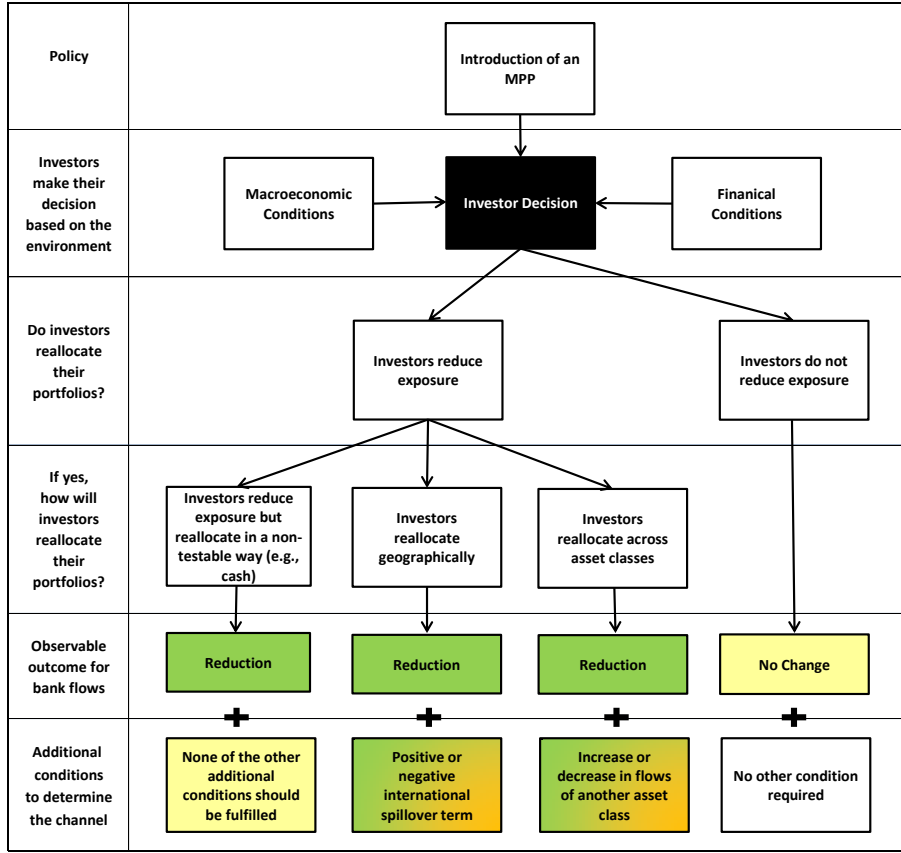 Policy
Introduction of an
MPP
Investors
make their
decision
based on the
environment
Macroeconomic
Conditions
Investor Decision
Finanical
Conditions
Do investors
reallocate
their
portfolios?
Investors reduce
exposure
Investors do not
reduce exposure
If yes,
how will
investors
reallocate
their
portfolios?
Investors reduce
exposure but
reallocate in a non-
testable way (e.g.,
cash)
Investors
reallocate
geographically
Investors
reallocate across
asset classes
Observable
outcome for
bank flows
Reduction
Reduction
Reduction
No Change
Additional
conditions
to determine
the channel
None of the other
additional
conditions should
be fulfilled
Positive or
negative
international
spillover term
Increase or
decrease in flows
of another asset
class
No other condition
required